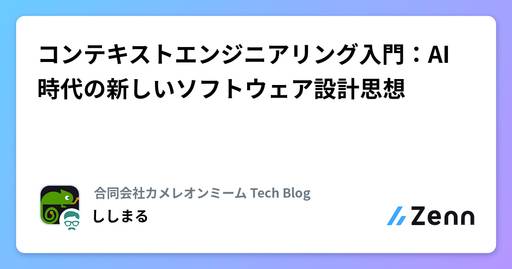 コンテキストエンジニアリング入門：AI
時代の新しいソフトウェア設計思想
合同会社カメレオンミーム Tech Blog
ししまる
Zenn